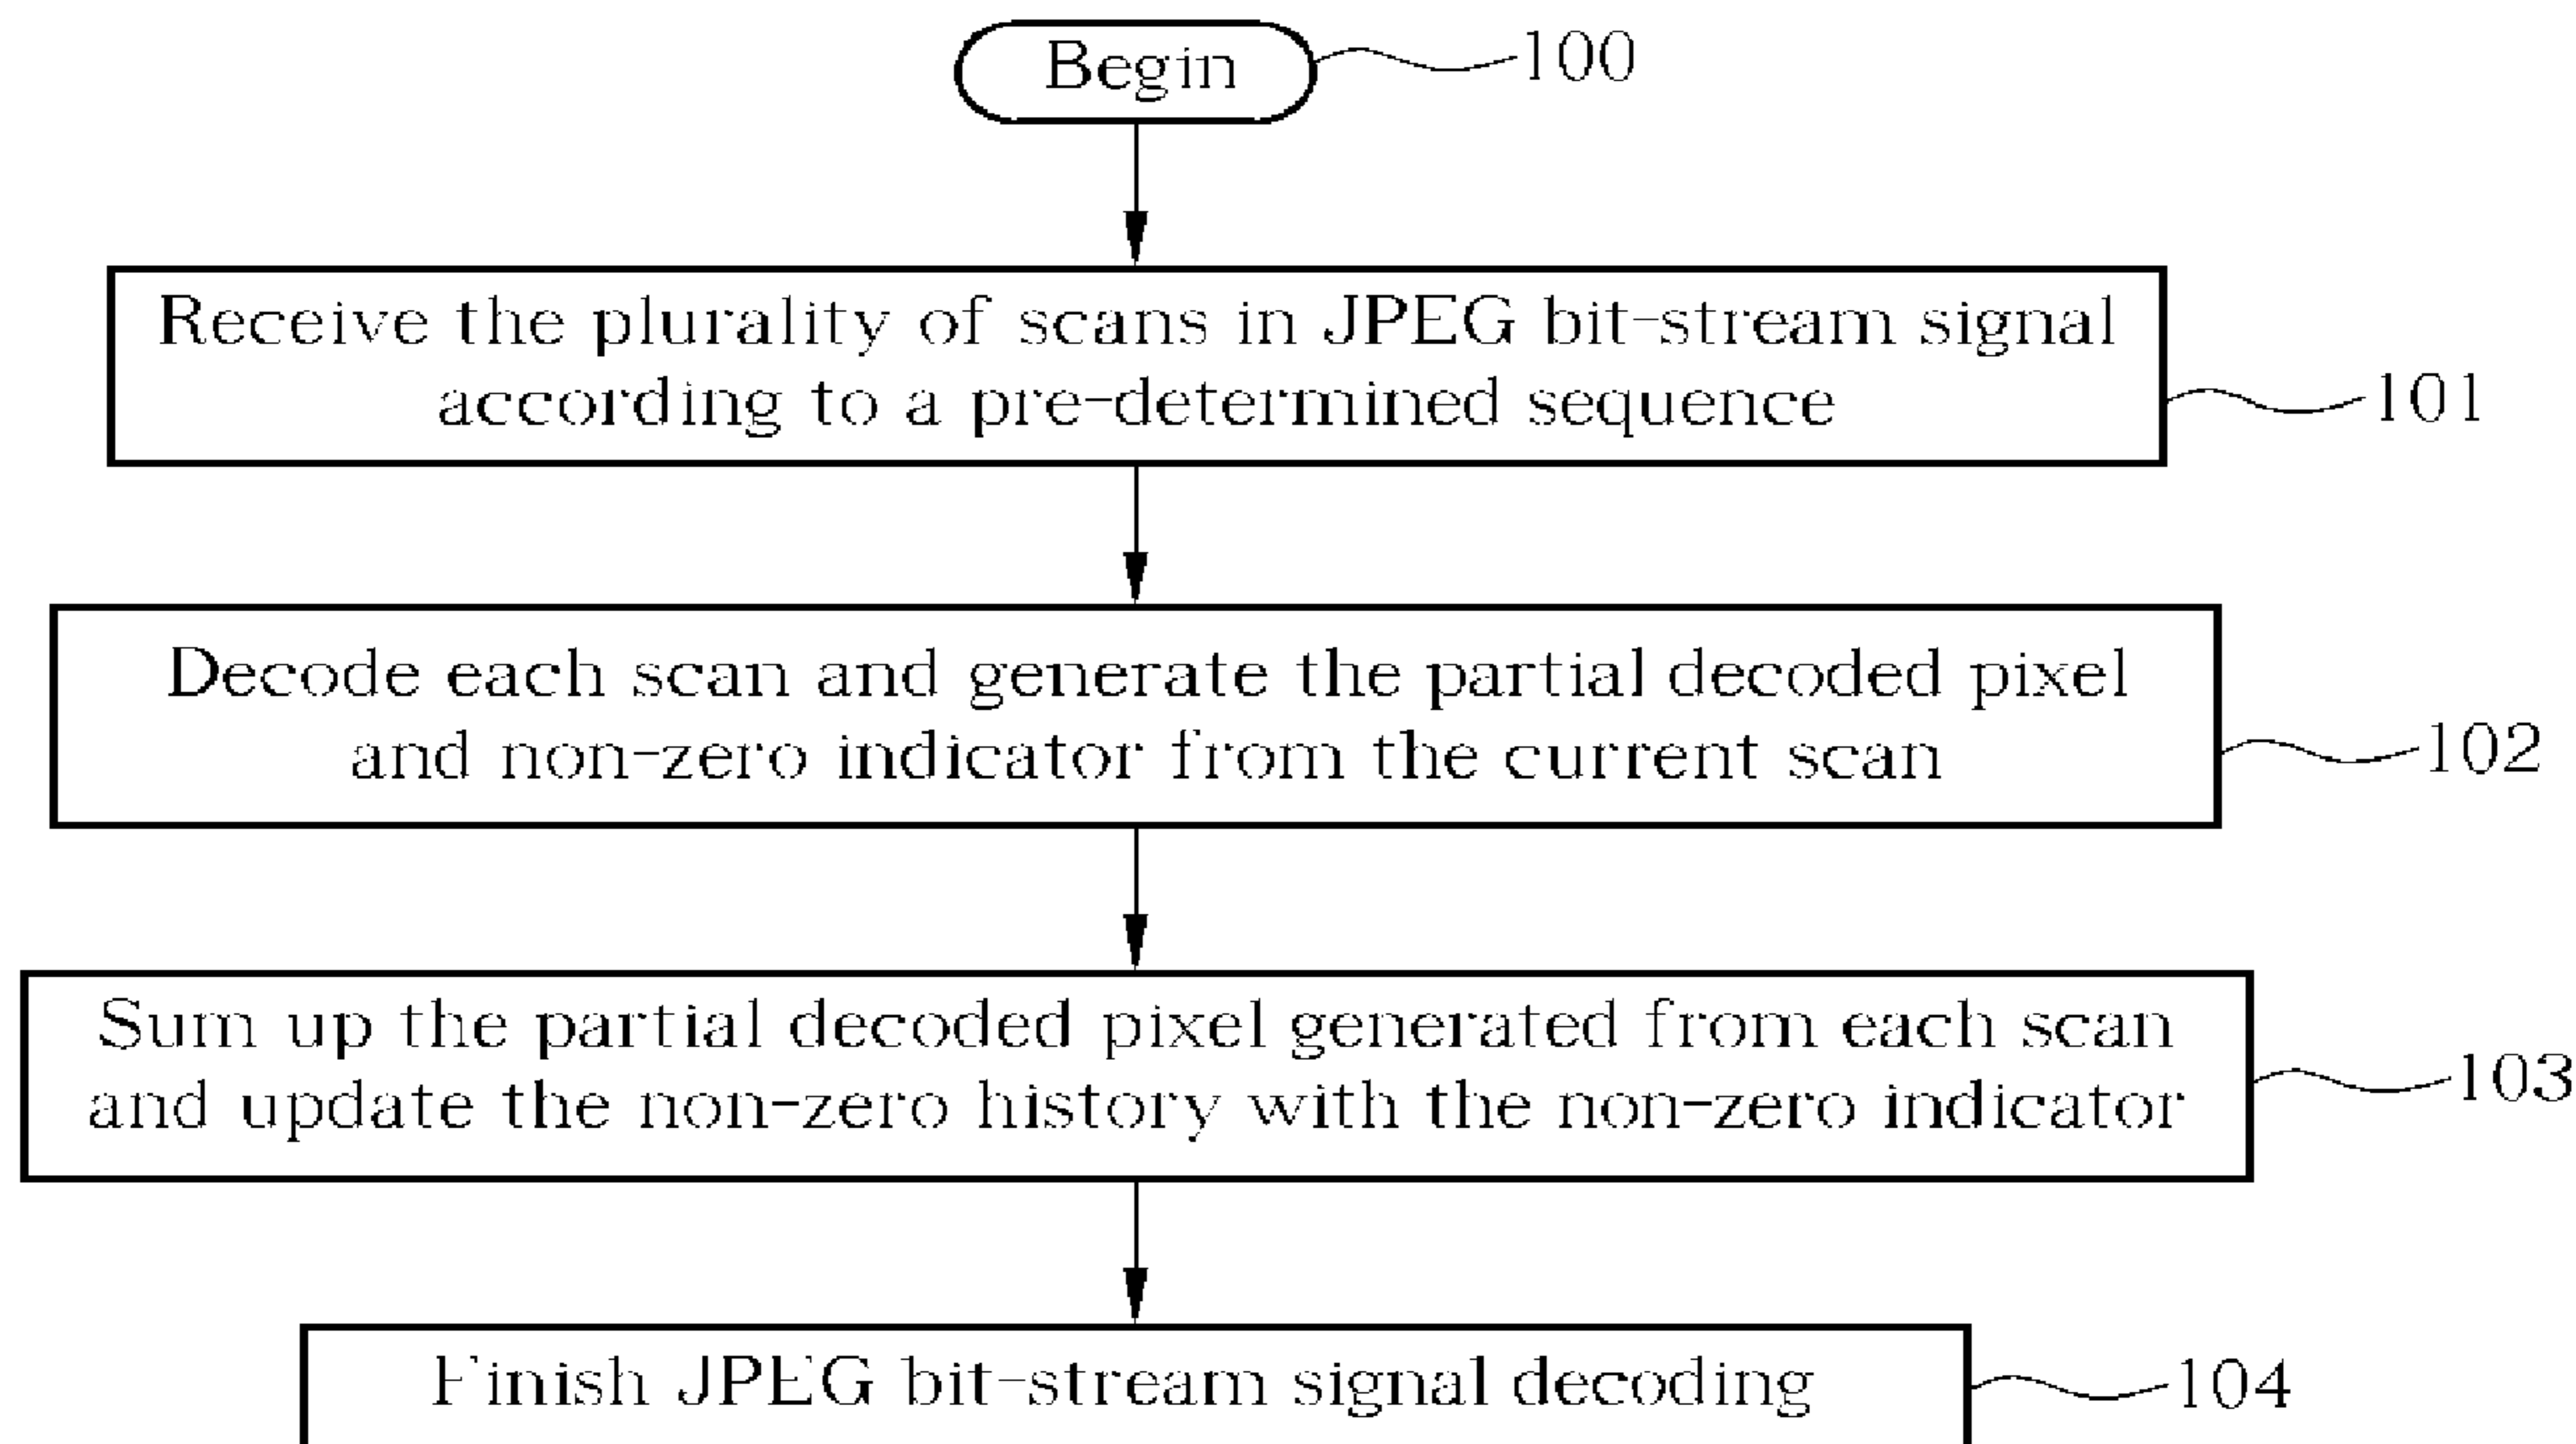 Begin
100
Receive the plurality of scans in JPEG bit-stream signal
according to a pre-determined sequence
101
Decode each scan and generate the partial decoded pixel
and non-zero indicator from the current scan
102
Sum up the partial decoded pixel generated from each scan
and update the non-zero history with the non-zero indicator
103
Finish JPEG bit-stream signal decoding
104